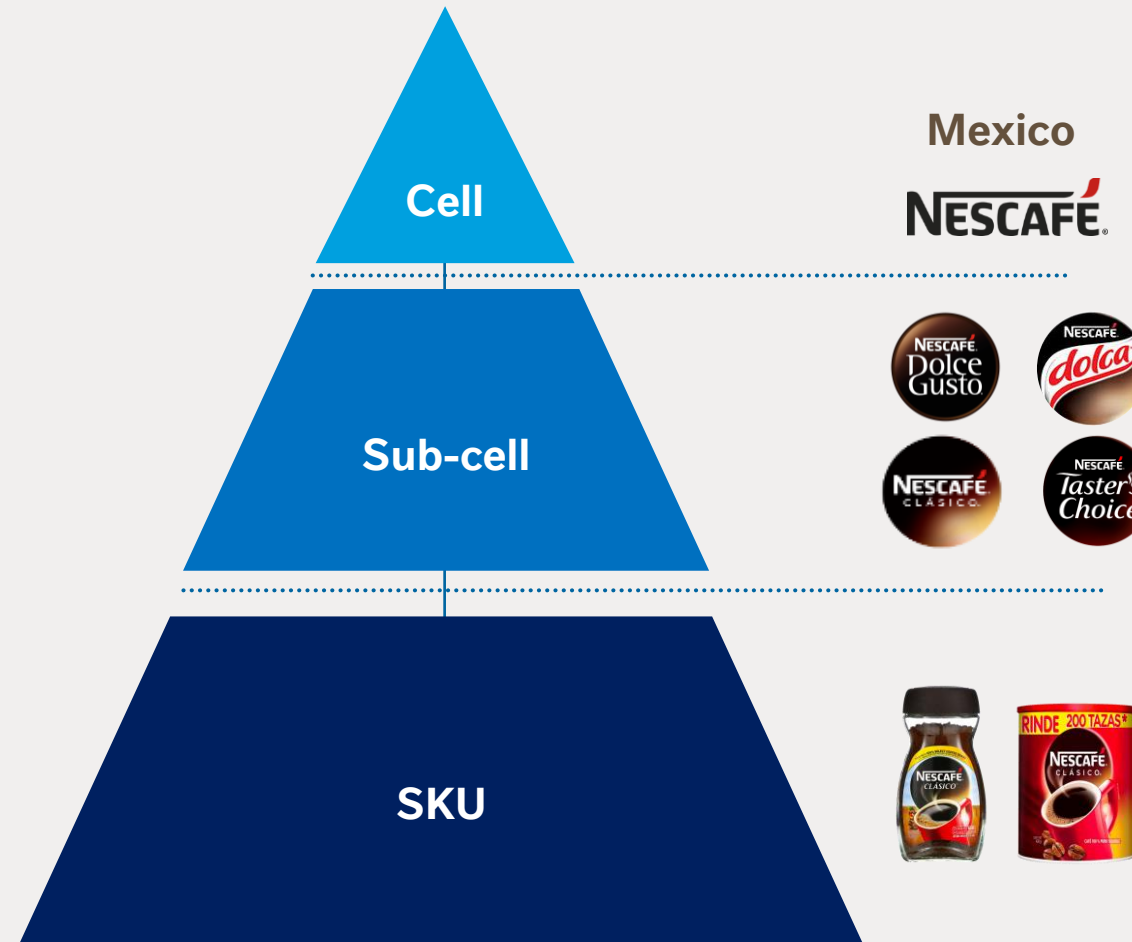 Cell
Mexico
NESCAFÉ®
Sub-cell
NESCAFÉ
Dolce
Gusto
NESCAFÉ
dolca
NESCAFÉ
CLÁSICO
NESCAFÉ
Taster's
Choice
SKU
NESCAFÉ
CLÁSICO
RINDE 200 TAZAS*
NESCAFÉ
CLÁSICO